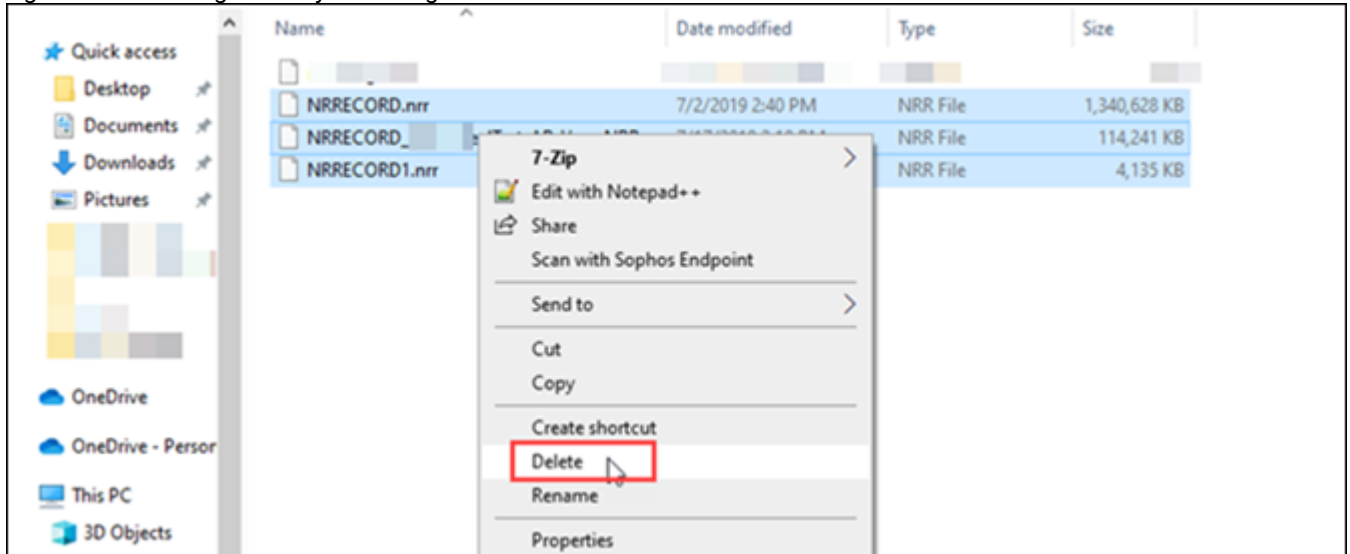 Name Date modified Type Size
Quick access
Desktop
NRRECORD.nrr 7/2/2019 2:40 PM NRR File 1,340,628 KB
Documents
NRRECORD_ NRR File 114,241 KB
Downloads
NRRECORD1.nrr NRR File 4,135 KB
Pictures
7-Zip
Edit with Notepad++
Share
Scan with Sophos Endpoint
Send to
Cut
Copy
Create shortcut
Delete
Rename
Properties
OneDrive
OneDrive - Person
This PC
3D Objects